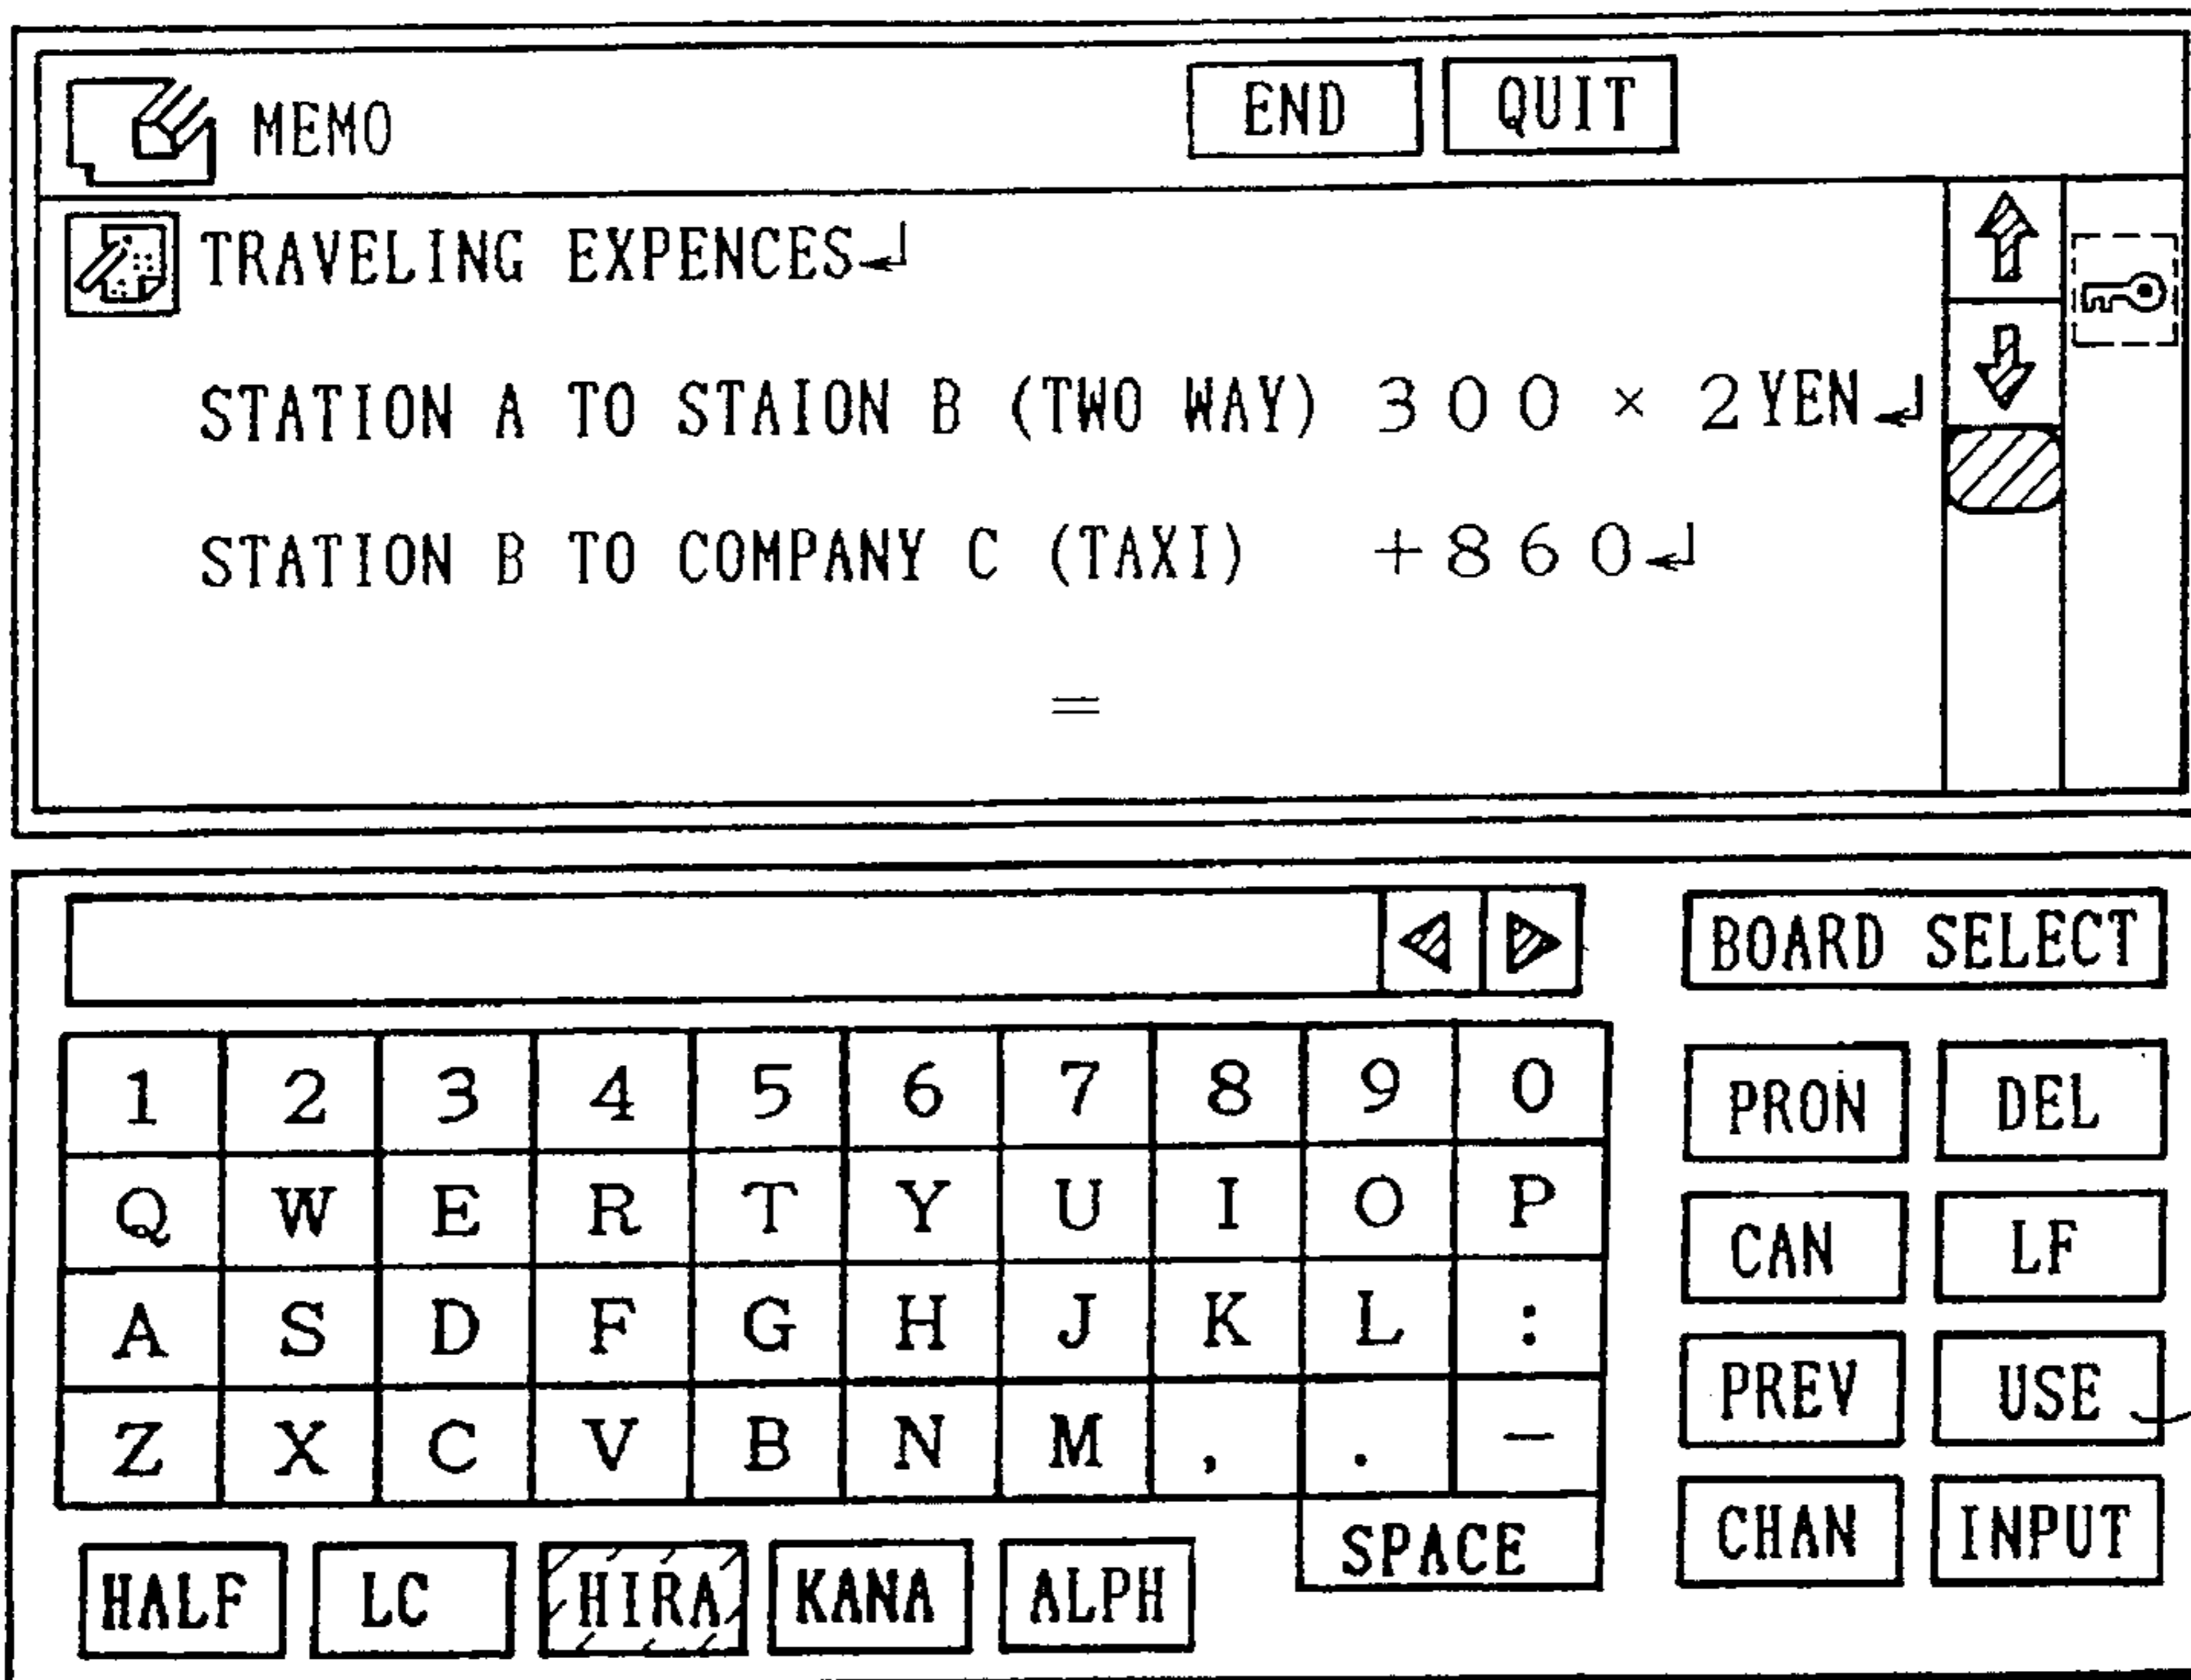 MEMO END QUIT
TRAVELING EXPENCES↲
STATION A TO STAION B (TWO WAY) 300 × 2YEN↲
STATION B TO COMPANY C (TAXI) +860↲
=
BOARD SELECT
1 2 3 4 5 6 7 8 9 0 PRON DEL
Q W E R T Y U I O P CAN LF
A S D F G H J K L : PREV USE
Z X C V B N M , . — CHAN INPUT
HALF LC HIRA KANA ALPH SPACE